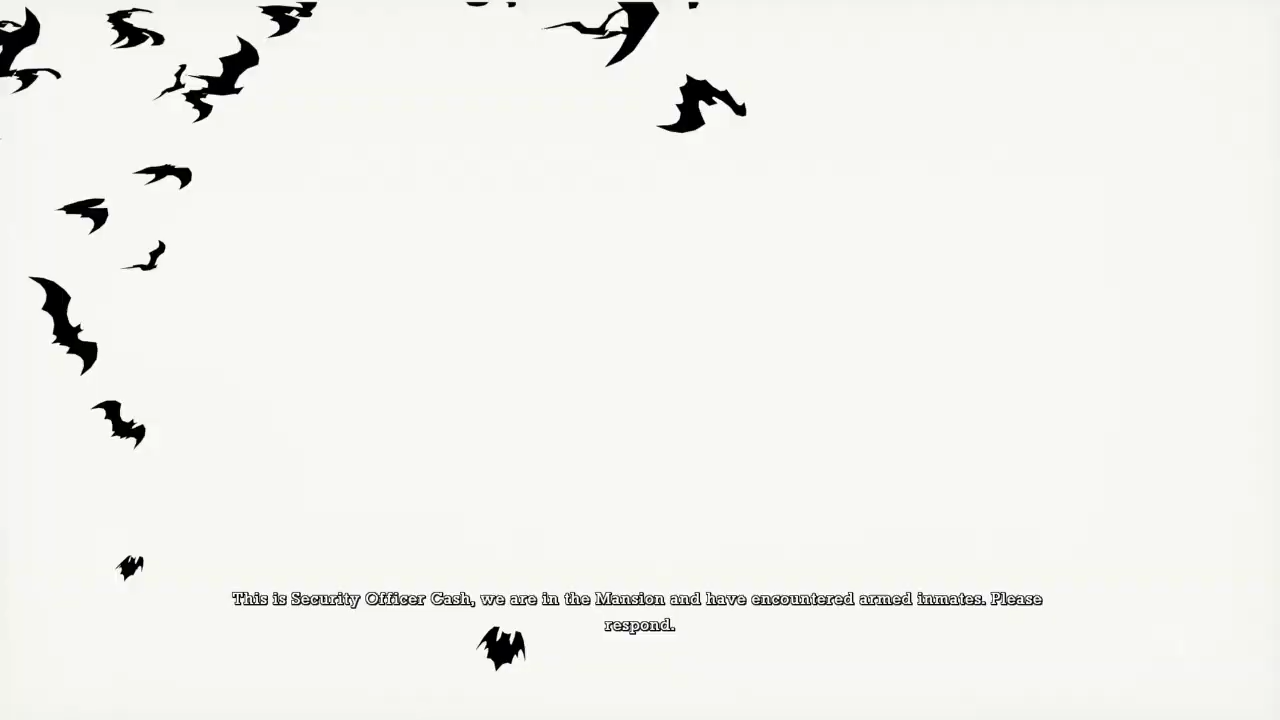 This is Security Officer Cash, we are in the Mansion and have encountered armed inmates. Please
respond.